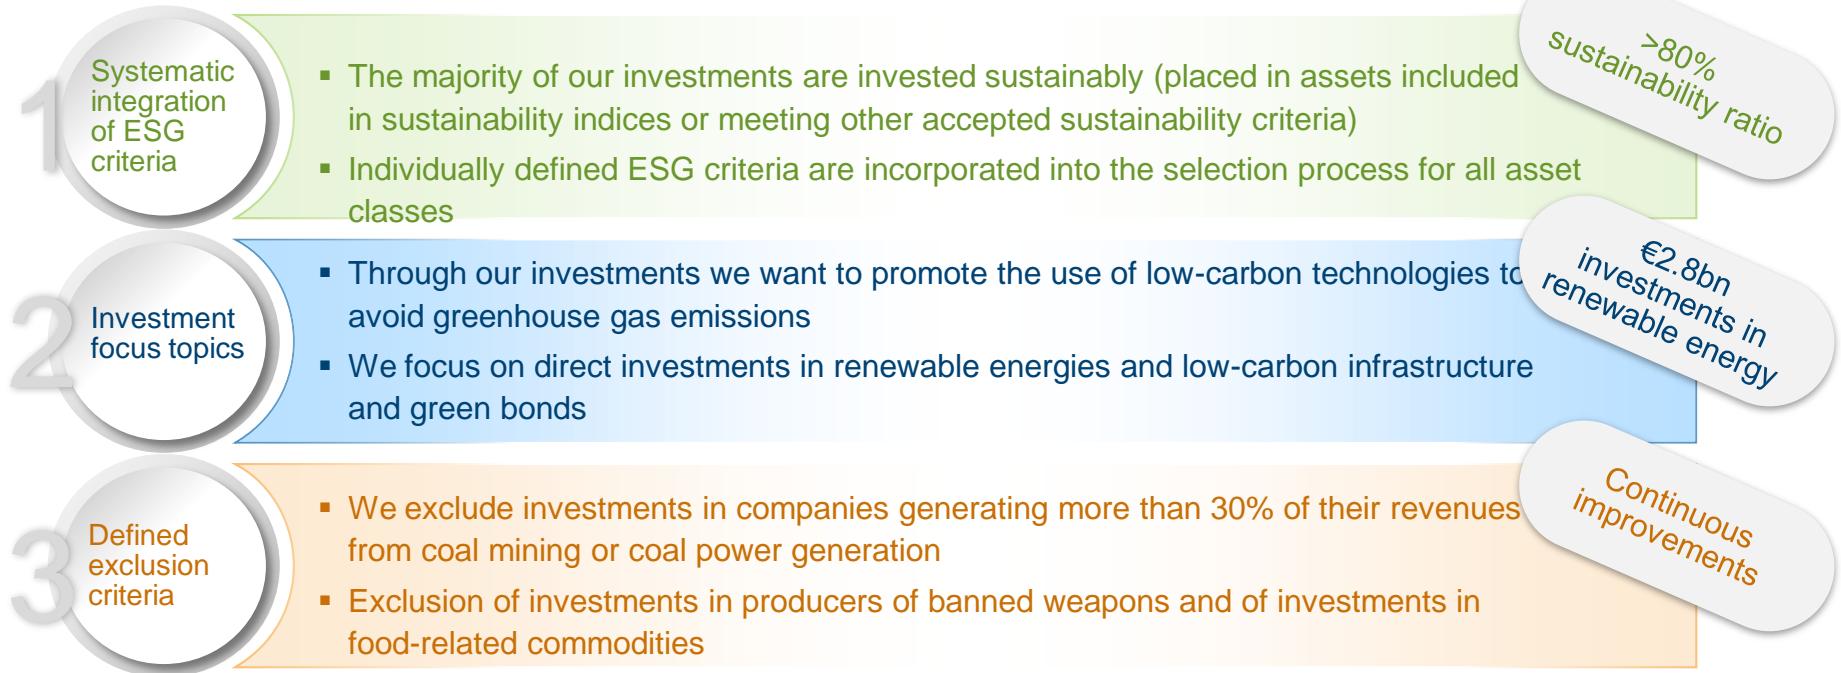 1
Systematic
integration
of ESG
criteria
▪ The majority of our investments are invested sustainably (placed in assets included
in sustainability indices or meeting other accepted sustainability criteria)
▪ Individually defined ESG criteria are incorporated into the selection process for all asset
classes
>80%
sustainability ratio
2
Investment
focus topics
▪ Through our investments we want to promote the use of low-carbon technologies to
avoid greenhouse gas emissions
▪ We focus on direct investments in renewable energies and low-carbon infrastructure
and green bonds
€2.8bn
investments in
renewable energy
3
Defined
exclusion
criteria
▪ We exclude investments in companies generating more than 30% of their revenues
from coal mining or coal power generation
▪ Exclusion of investments in producers of banned weapons and of investments in
food-related commodities
Continuous
improvements